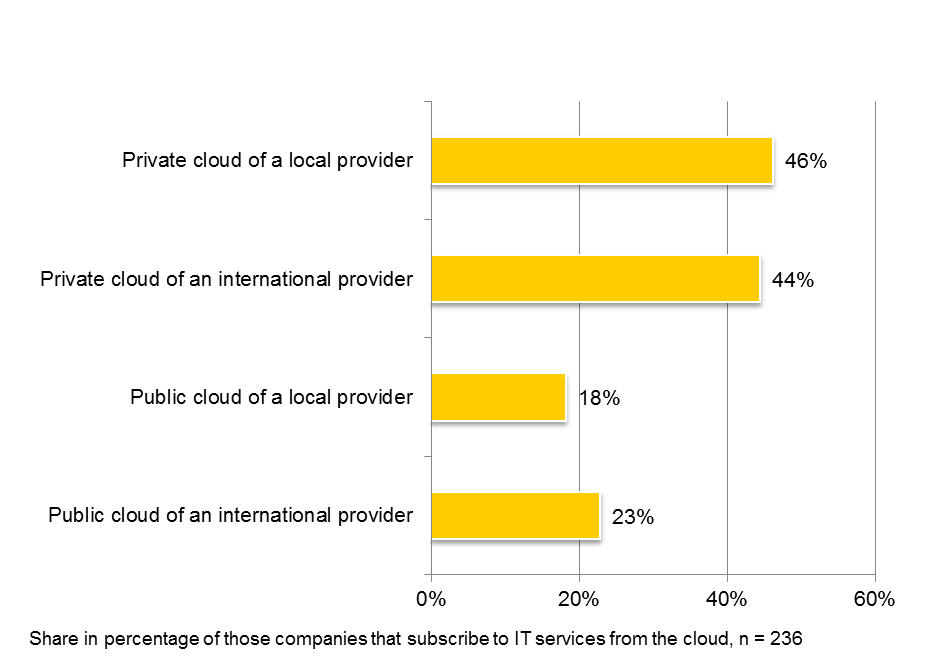 Private cloud of a local provider 46%
Private cloud of an international provider 44%
Public cloud of a local provider 18%
Public cloud of an international provider 23%
0% 20% 40% 60%
Share in percentage of those companies that subscribe to IT services from the cloud, n = 236